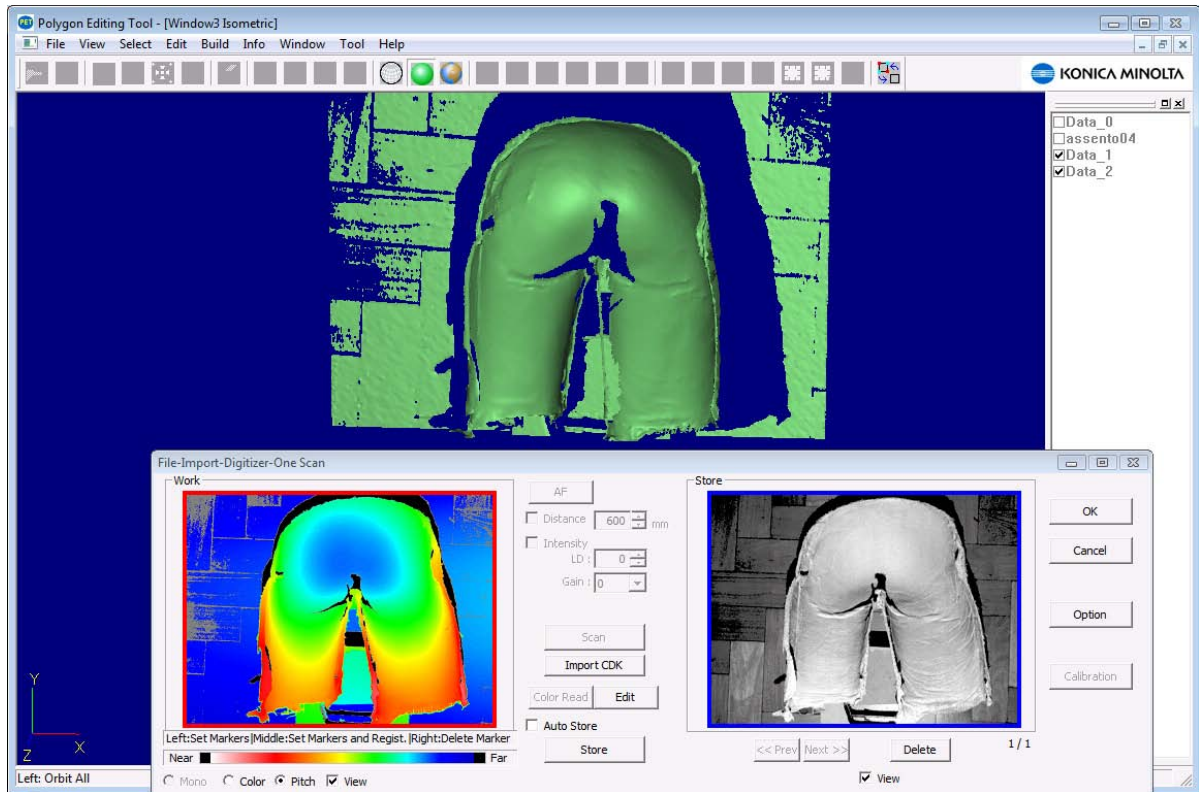 Polygon Editing Tool - [Window3 Isometric]
File View Select Edit Build Info Window Tool Help
KONICA MINOLTA
Data_0
assento04
Data_1
Data_2
Y
X
Z
File-Import-Digitizer-One Scan
Work
AF
Distance 600 mm
Intensity
LD : 0
Gain : 0
Scan
Import CDK
Color Read Edit
Auto Store
Store
Left:Set Markers|Middle:Set Markers and Regist. |Right:Delete Marker
Near Far
Mono Color Pitch View
Store
<< Prev Next >> Delete 1 / 1
View
OK
Cancel
Option
Calibration
Left: Orbit All